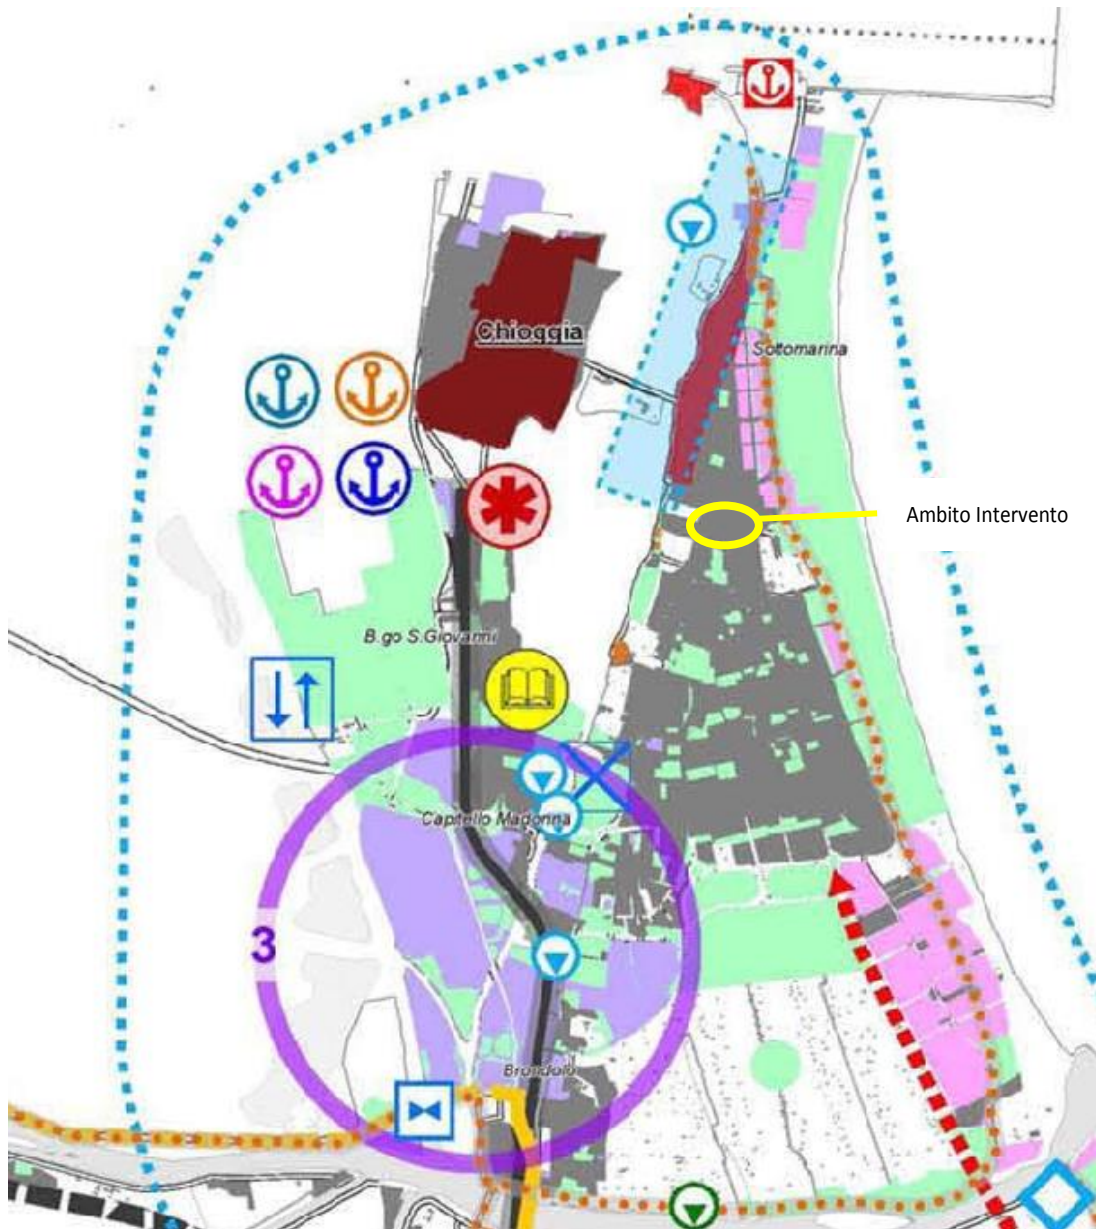 Chioggia
Sottomarina
Ambito Intervento
B.go S.Giovanni
Capitello Madonna
3
Brondolo